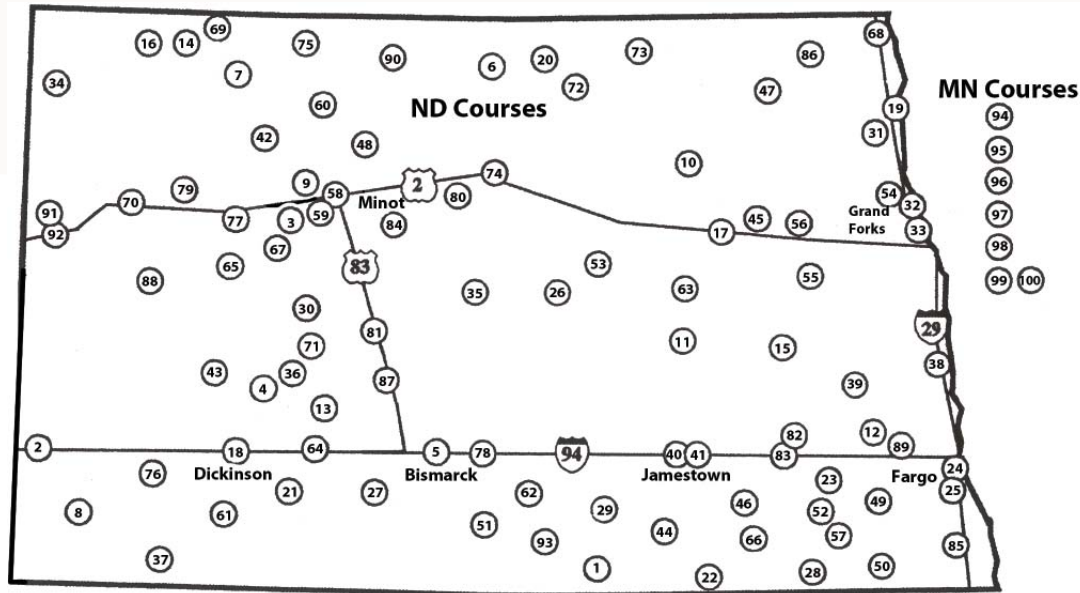 69
16 14 75 73 68
90 6 20 86
34 7 72 47
ND Courses
MN Courses
60 19 94
42 48 31 95
10 96
9 58 2 74 54 32 97
91 70 79 Minot 80
92 77 3 59 84 17 45 56 Grand Forks 33 98
67 83 53
88 65 35 26 63 55 99 100
30 29
81 11 15
71 38
43 4 36 87 39
13
2 18 64 5 78 94 40 41 82 83 12 89
Dickinson Bismarck Jamestown Fargo 24
76 21 27 62 23 25
8 61 29 46 52 49
51 44 66 57
37 93 85
1 22 28 50